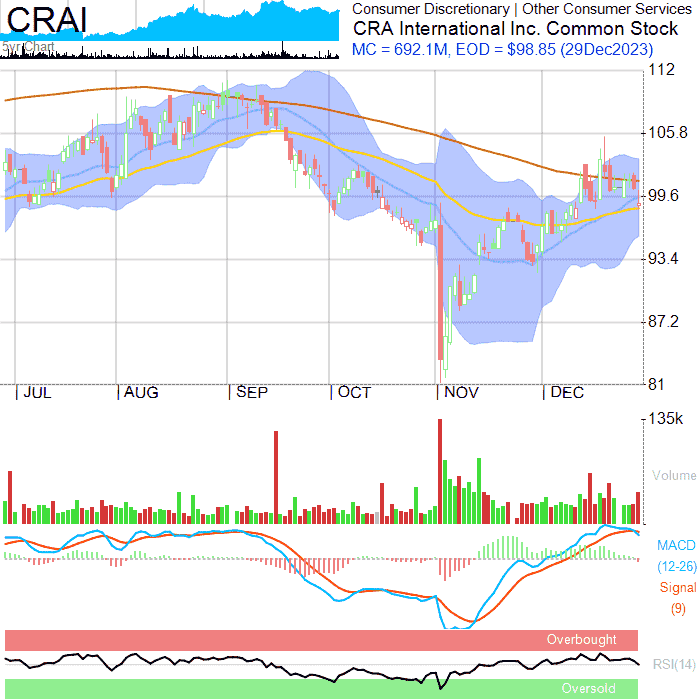 CRAI
5yr Chart
Consumer Discretionary | Other Consumer Services
CRA International Inc. Common Stock
MC = 692.1M, EOD = $98.85 (29Dec2023)
112
105.8
99.6
93.4
87.2
81
| JUL | AUG | SEP | OCT | NOV | DEC
135k
Volume
MACD
(12-26)
Signal
(9)
Overbought
RSI(14)
Oversold